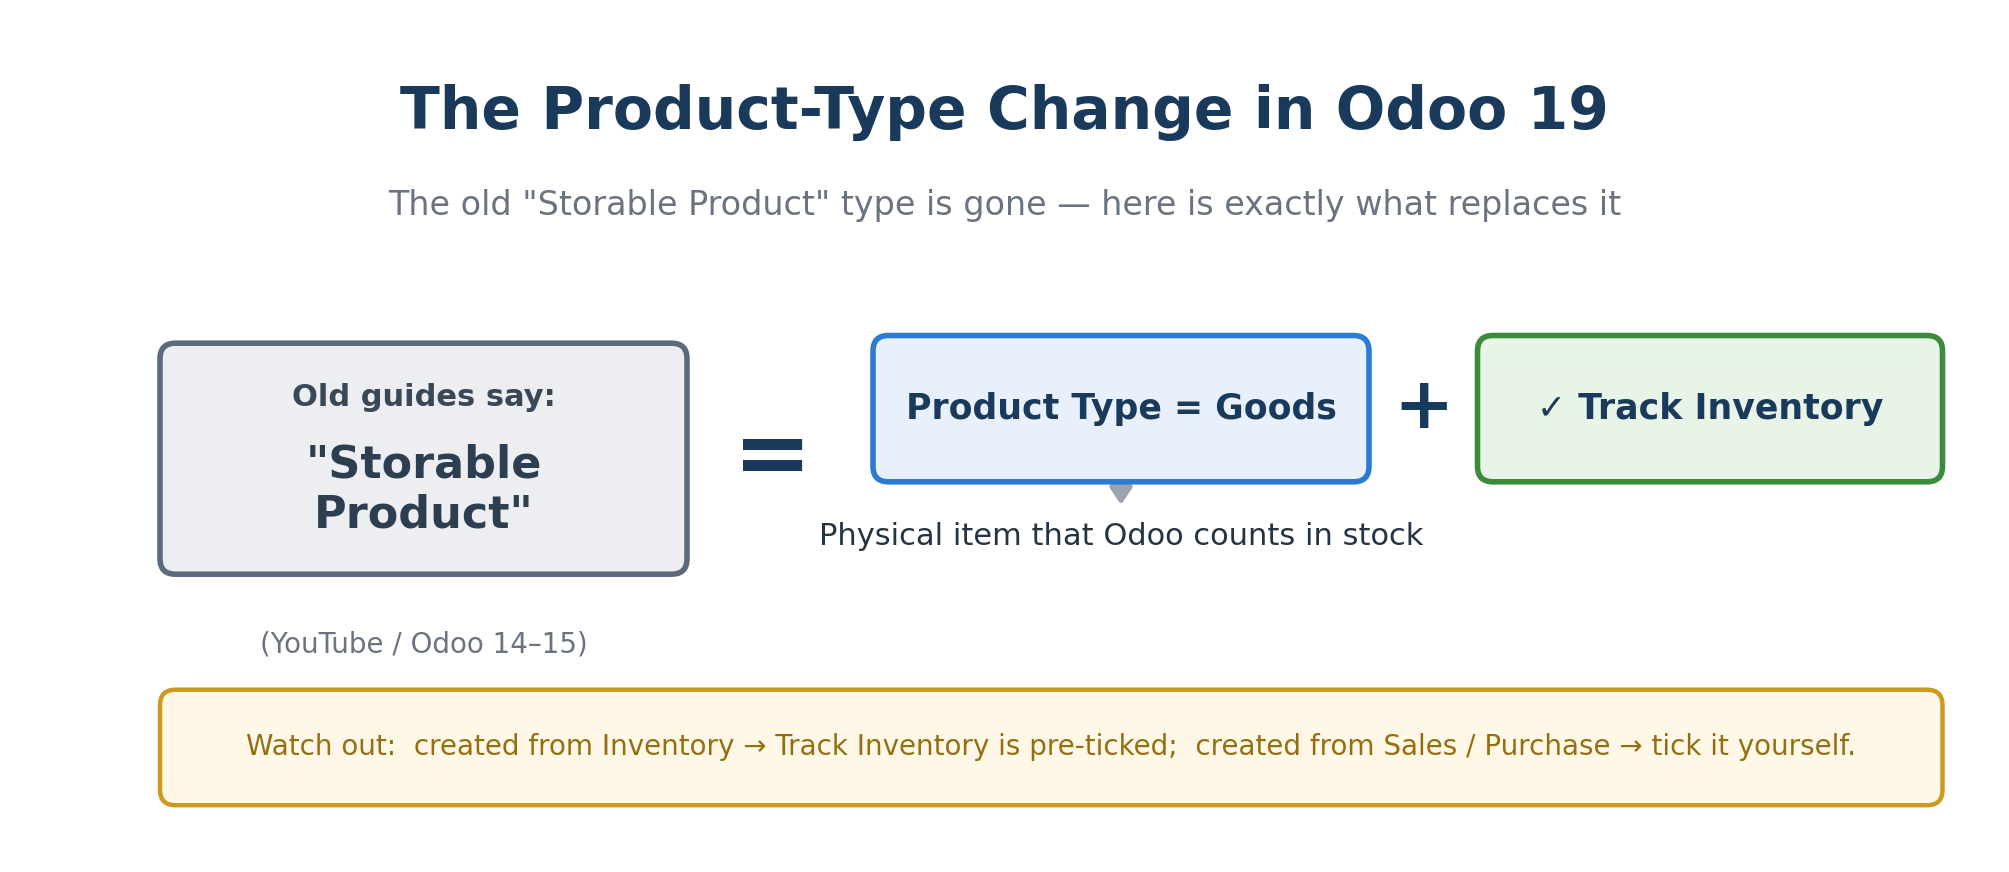 The Product-Type Change in Odoo 19
The old "Storable Product" type is gone — here is exactly what replaces it
Old guides say:
"Storable
Product"
=
Product Type = Goods
+
✓ Track Inventory
Physical item that Odoo counts in stock
(YouTube / Odoo 14–15)
Watch out:  created from Inventory → Track Inventory is pre-ticked;  created from Sales / Purchase → tick it yourself.